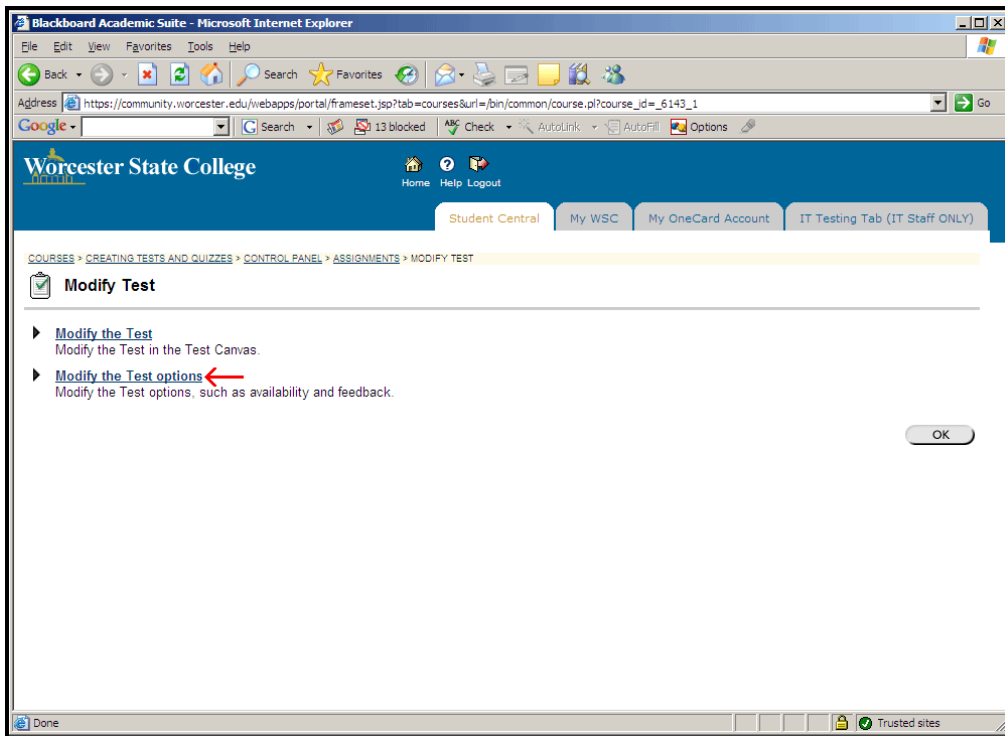 Blackboard Academic Suite - Microsoft Internet Explorer
File Edit View Favorites Tools Help
Back Search Favorites
Address https://community.worcester.edu/webapps/portal/frameset.jsp?tab=courses&url=/bin/common/course.pl?course_id=_6143_1 Go
Google Search 13 blocked ABC Check AutoLink AutoFill Options
Worcester State College
Home Help Logout
Student Central My WSC My OneCard Account IT Testing Tab (IT Staff ONLY)
COURSES > CREATING TESTS AND QUIZZES > CONTROL PANEL > ASSIGNMENTS > MODIFY TEST
Modify Test
Modify the Test
Modify the Test in the Test Canvas.
Modify the Test options
Modify the Test options, such as availability and feedback.
OK
Done Trusted sites